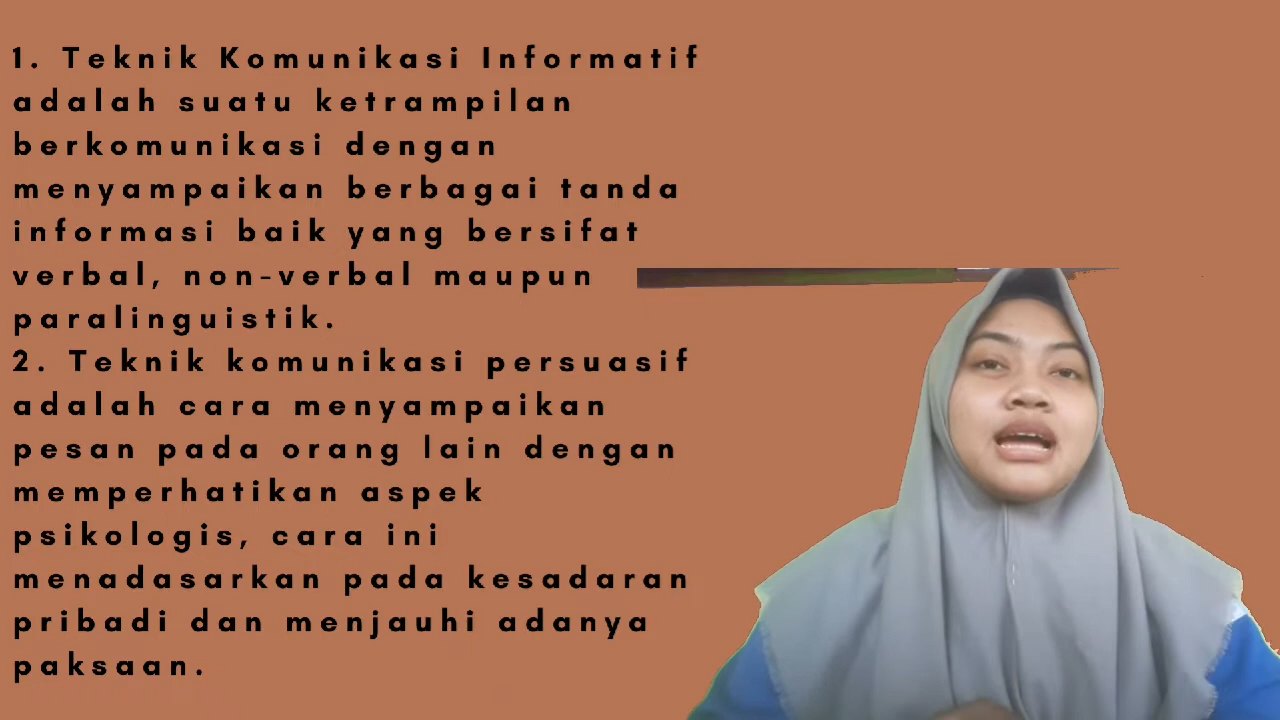 1. Teknik Komunikasi Informatif
adalah suatu ketrampilan
berkomunikasi dengan
menyampaikan berbagai tanda
informasi baik yang bersifat
verbal, non-verbal maupun
paralinguistik.
2. Teknik komunikasi persuasif
adalah cara menyampaikan
pesan pada orang lain dengan
memperhatikan aspek
psikologis, cara ini
menadasarkan pada kesadaran
pribadi dan menjauhi adanya
paksaan.